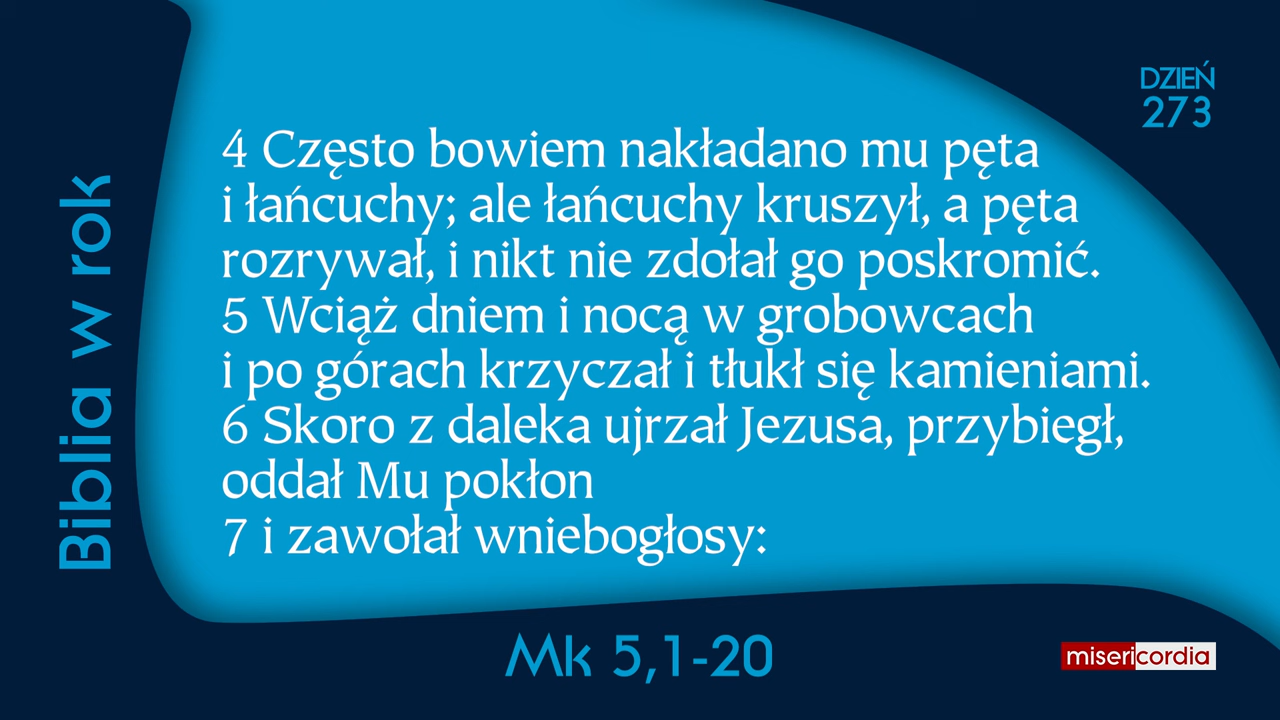 DZIEŃ
273
Biblia w rok
4 Często bowiem nakładano mu pęta
i łańcuchy; ale łańcuchy kruszył, a pęta
rozrywał, i nikt nie zdołał go poskromić.
5 Wciąż dniem i nocą w grobowcach
i po górach krzyczał i tłukł się kamieniami.
6 Skoro z daleka ujrzał Jezusa, przybiegł,
oddał Mu pokłon
7 i zawołał wniebogłosy:
Mk 5,1-20
misericordia